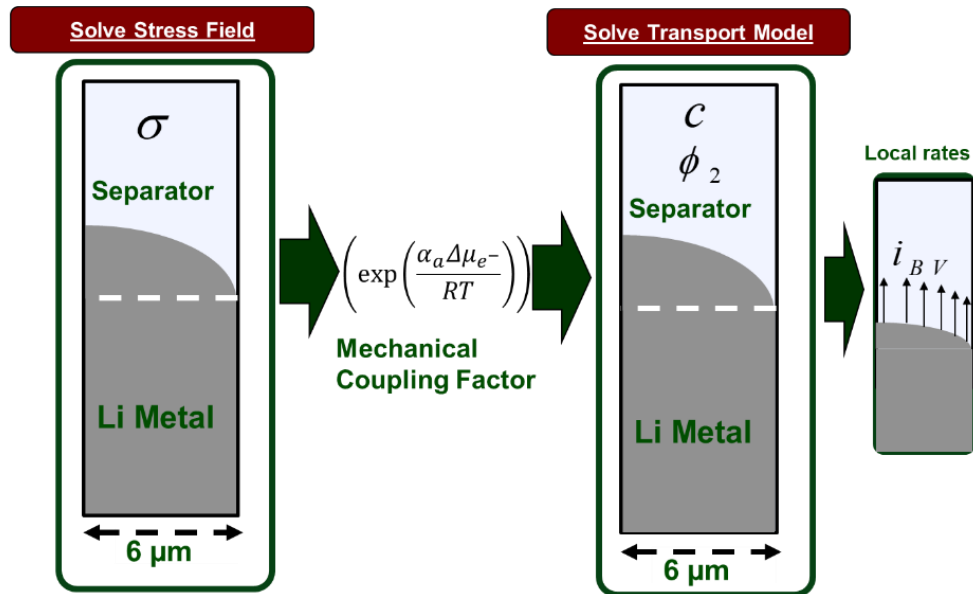 Solve Stress Field
σ
Separator
Li Metal
6 μm
(exp(α_a Δμ_e⁻ / RT))
Mechanical
Coupling Factor
Solve Transport Model
c
ϕ ₂
Separator
Li Metal
6 μm
Local rates
i_B V